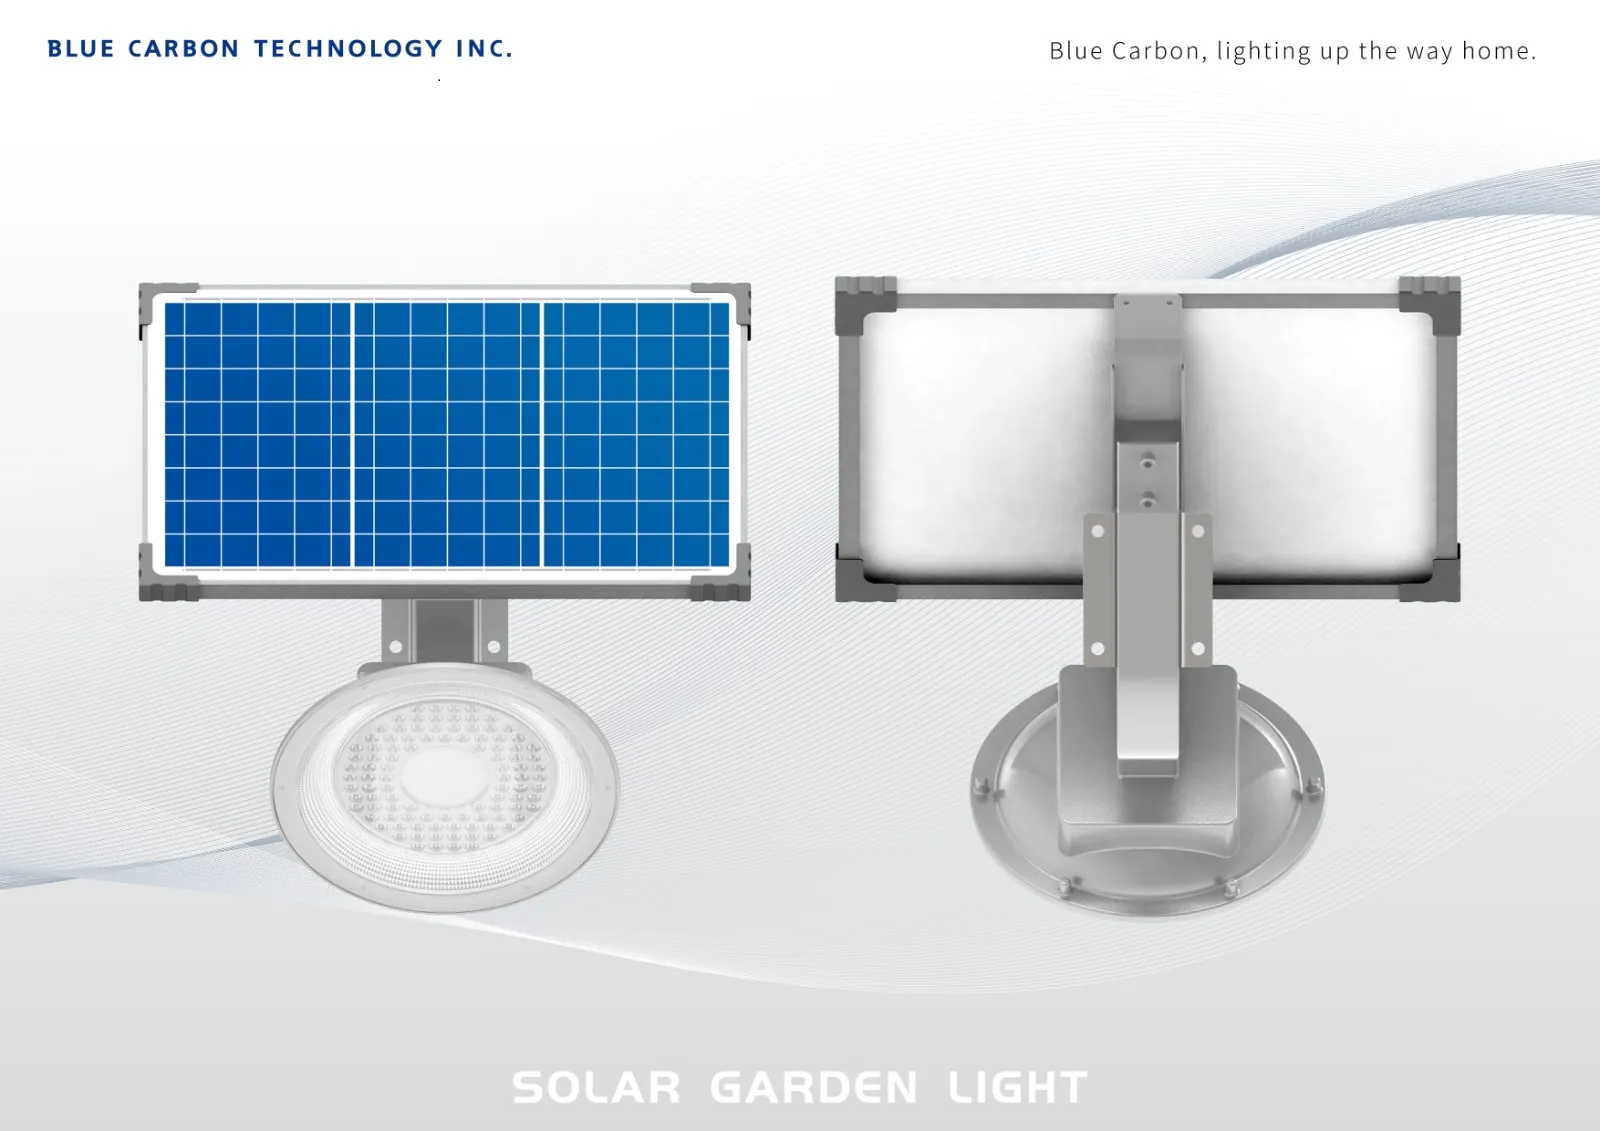 BLUE CARBON TECHNOLOGY INC.
Blue Carbon, lighting up the way home.
SOLAR GARDEN LIGHT